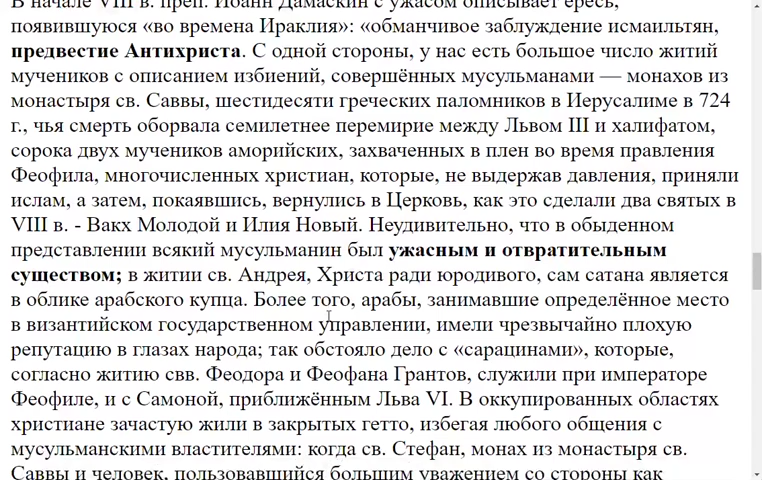 В начале VIII в. преп. Иоанн Дамаскин с ужасом описывает ересь,
появившуюся «во времена Ираклия»: «обманчивое заблуждение исмаильтян,
предвестие Антихриста. С одной стороны, у нас есть большое число житий
мучеников с описанием избиений, совершённых мусульманами — монахов из
монастыря св. Саввы, шестидесяти греческих паломников в Иерусалиме в 724
г., чья смерть оборвала семилетнее перемирие между Львом III и халифатом,
сорока двух мучеников аморийских, захваченных в плен во время правления
Феофила, многочисленных христиан, которые, не выдержав давления, приняли
ислам, а затем, покаявшись, вернулись в Церковь, как это сделали два святых в
VIII в. - Вакх Молодой и Илия Новый. Неудивительно, что в обыденном
представлении всякий мусульманин был ужасным и отвратительным
существом; в житии св. Андрея, Христа ради юродивого, сам сатана является
в облике арабского купца. Более того, арабы, занимавшие определённое место
в византийском государственном управлении, имели чрезвычайно плохую
репутацию в глазах народа; так обстояло дело с «сарацинами», которые,
согласно житию свв. Феодора и Феофана Грантов, служили при императоре
Феофиле, и с Самоной, приближённым Льва VI. В оккупированных областях
христиане зачастую жили в закрытых гетто, избегая любого общения с
мусульманскими властителями: когда св. Стефан, монах из монастыря св.
Саввы и человек, пользовавшийся большим уважением со стороны как